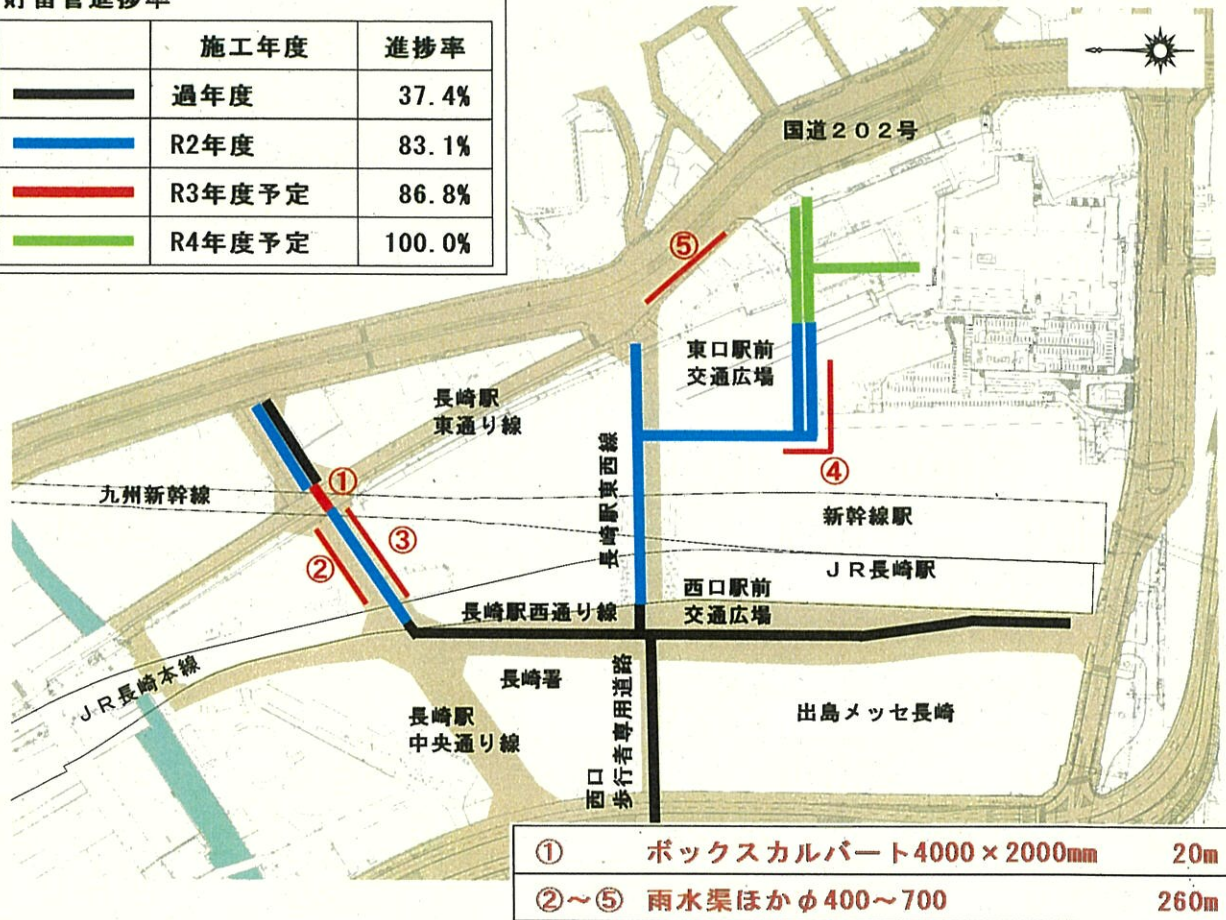 貯留管進捗率
施工年度 進捗率
過年度 37.4%
R2年度 83.1%
R3年度予定 86.8%
R4年度予定 100.0%
国道202号
⑤
東口駅前
交通広場
長崎駅
東通り線
④
九州新幹線
①
長崎駅東西線
新幹線駅
③
②
JR長崎駅
西口駅前
交通広場
長崎駅西通り線
JR長崎本線
長崎署
長崎駅
中央通り線
西口
歩行者専用道路
出島メッセ長崎
① ボックスカルバート4000×2000mm 20m
②～⑤ 雨水渠ほかφ400～700 260m